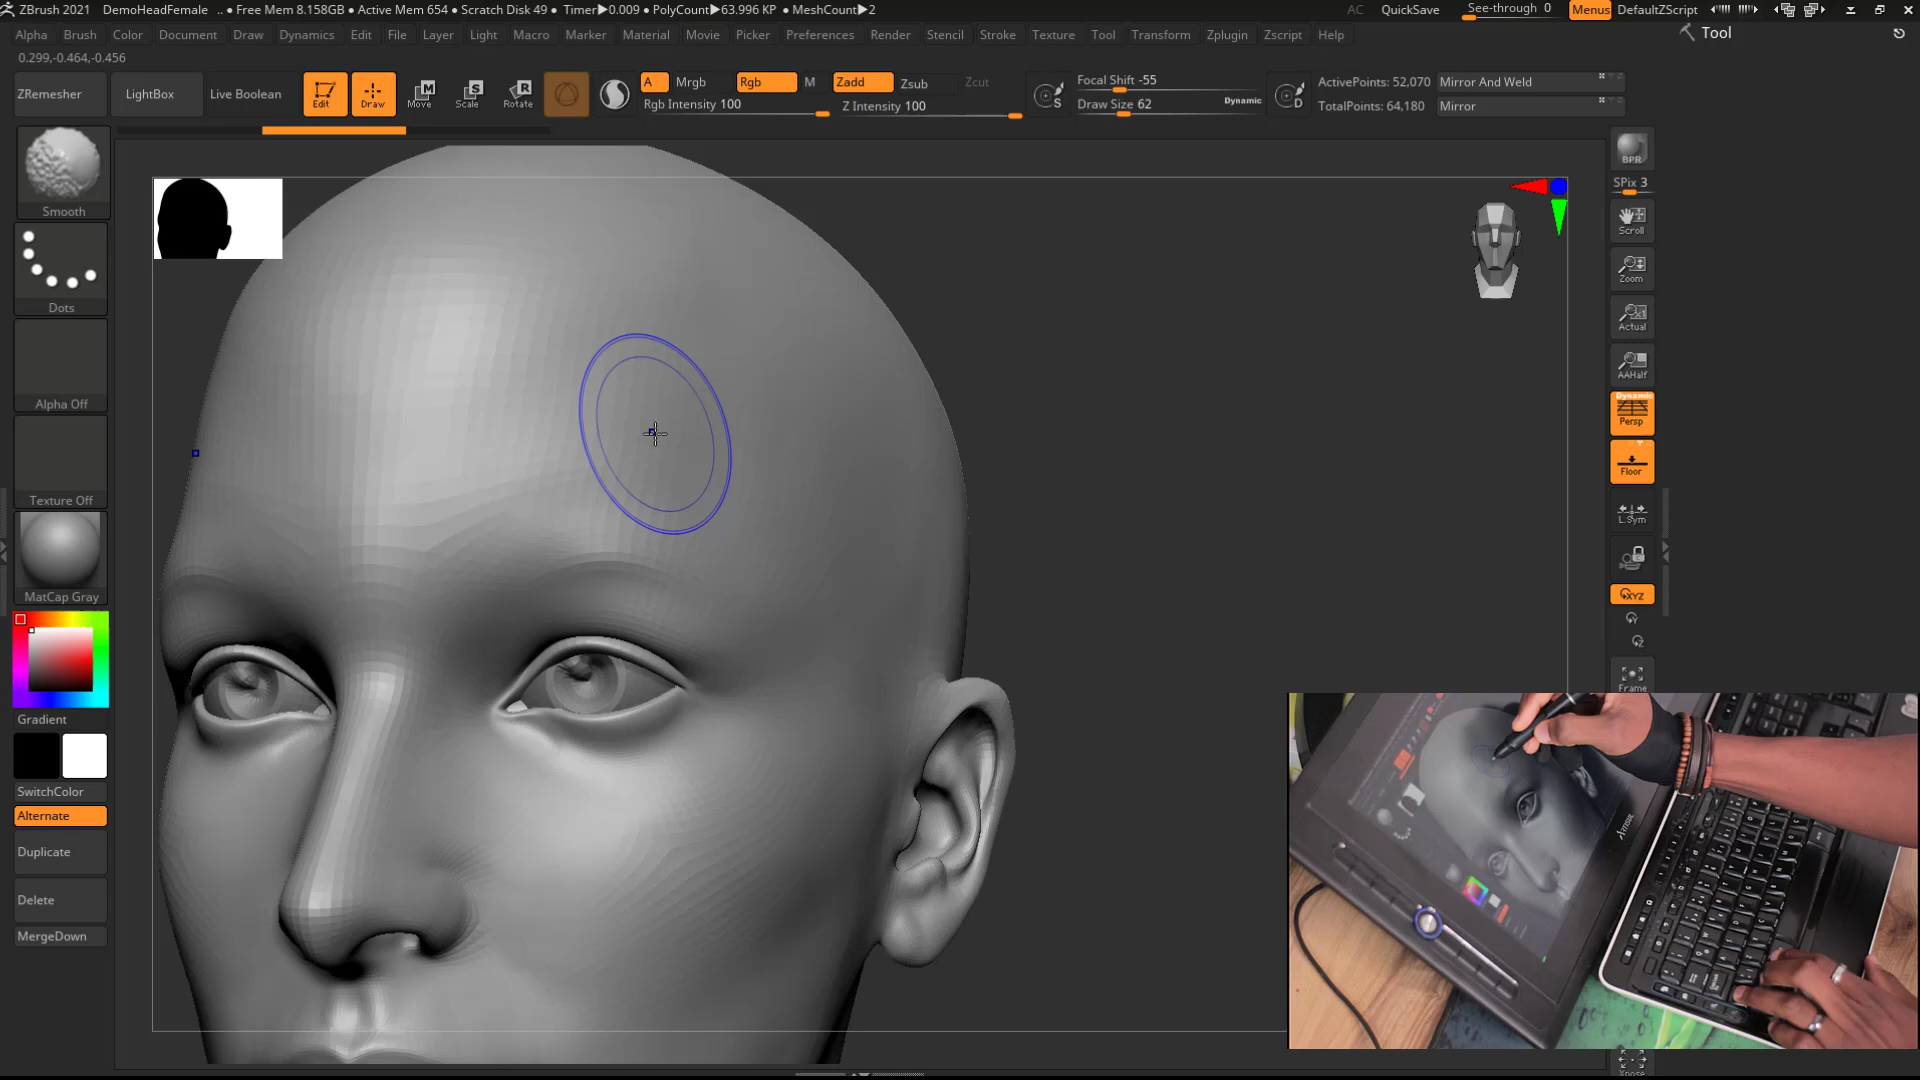 ZBrush 2021 DemoHeadFemale .. • Free Mem 8.158GB • Active Mem 654 • Scratch Disk 49 • Timer▶0.009 • PolyCount▶63.996 KP • MeshCount▶2 AC QuickSave See-through 0 Menus DefaultZScript
Alpha Brush Color Document Draw Dynamics Edit File Layer Light Macro Marker Material Movie Picker Preferences Render Stencil Stroke Texture Tool Transform Zplugin Zscript Help
Tool
0.299,-0.464,-0.456
ZRemesher LightBox Live Boolean Edit Draw Move Scale Rotate
A Mrgb Rgb M Zadd Zsub Zcut
Rgb Intensity 100 Z Intensity 100
Focal Shift -55
Draw Size 62 Dynamic
ActivePoints: 52,070 Mirror And Weld
TotalPoints: 64,180 Mirror
Smooth
Dots
Alpha Off
Texture Off
MatCap Gray
Gradient
SwitchColor
Alternate
Duplicate
Delete
MergeDown
BPR
SPix 3
Scroll
Zoom
Actual
AAHalf
Dynamic
Persp
Floor
L.Sym
XYZ
Frame
Xpose
Artisul